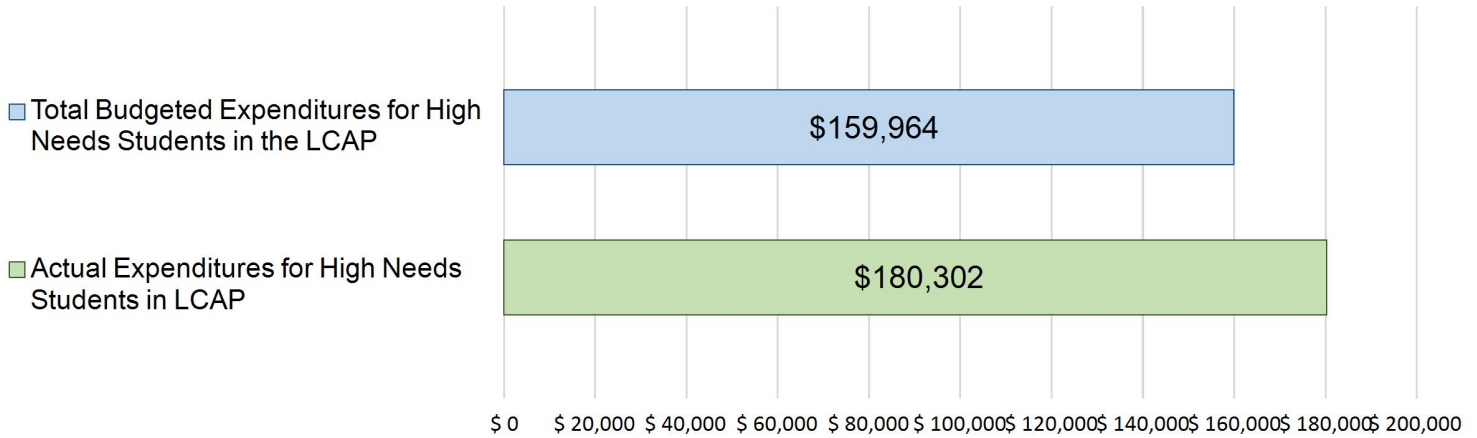 Total Budgeted Expenditures for High
Needs Students in the LCAP
$159,964
Actual Expenditures for High Needs
Students in LCAP
$180,302
$ 0 $ 20,000 $ 40,000 $ 60,000 $ 80,000 $ 100,000 $ 120,000 $ 140,000 $ 160,000 $ 180,000 $ 200,000